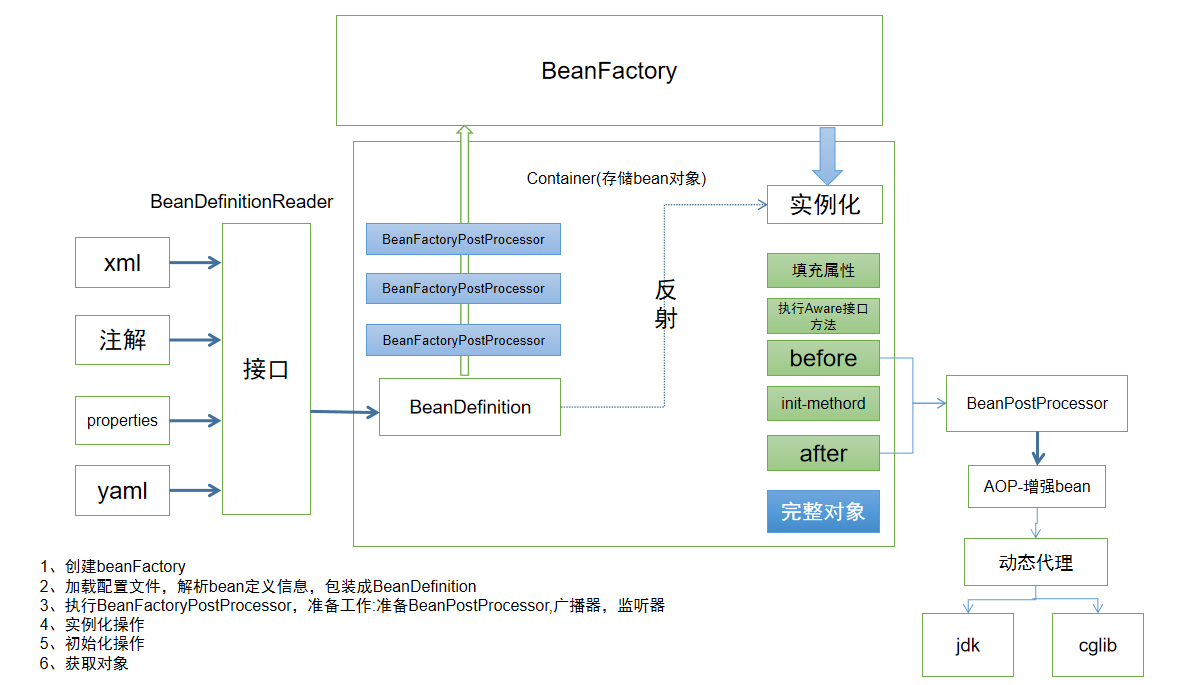 BeanFactory
Container(存储bean对象)
BeanDefinitionReader
实例化
xml
注解
properties
yaml
接口
BeanFactoryPostProcessor
BeanFactoryPostProcessor
BeanFactoryPostProcessor
BeanDefinition
反
射
填充属性
执行Aware接口
方法
before
init-methord
after
完整对象
BeanPostProcessor
AOP-增强bean
动态代理
jdk
cglib
1、创建beanFactory
2、加载配置文件，解析bean定义信息，包装成BeanDefinition
3、执行BeanFactoryPostProcessor，准备工作:准备BeanPostProcessor,广播器，监听器
4、实例化操作
5、初始化操作
6、获取对象